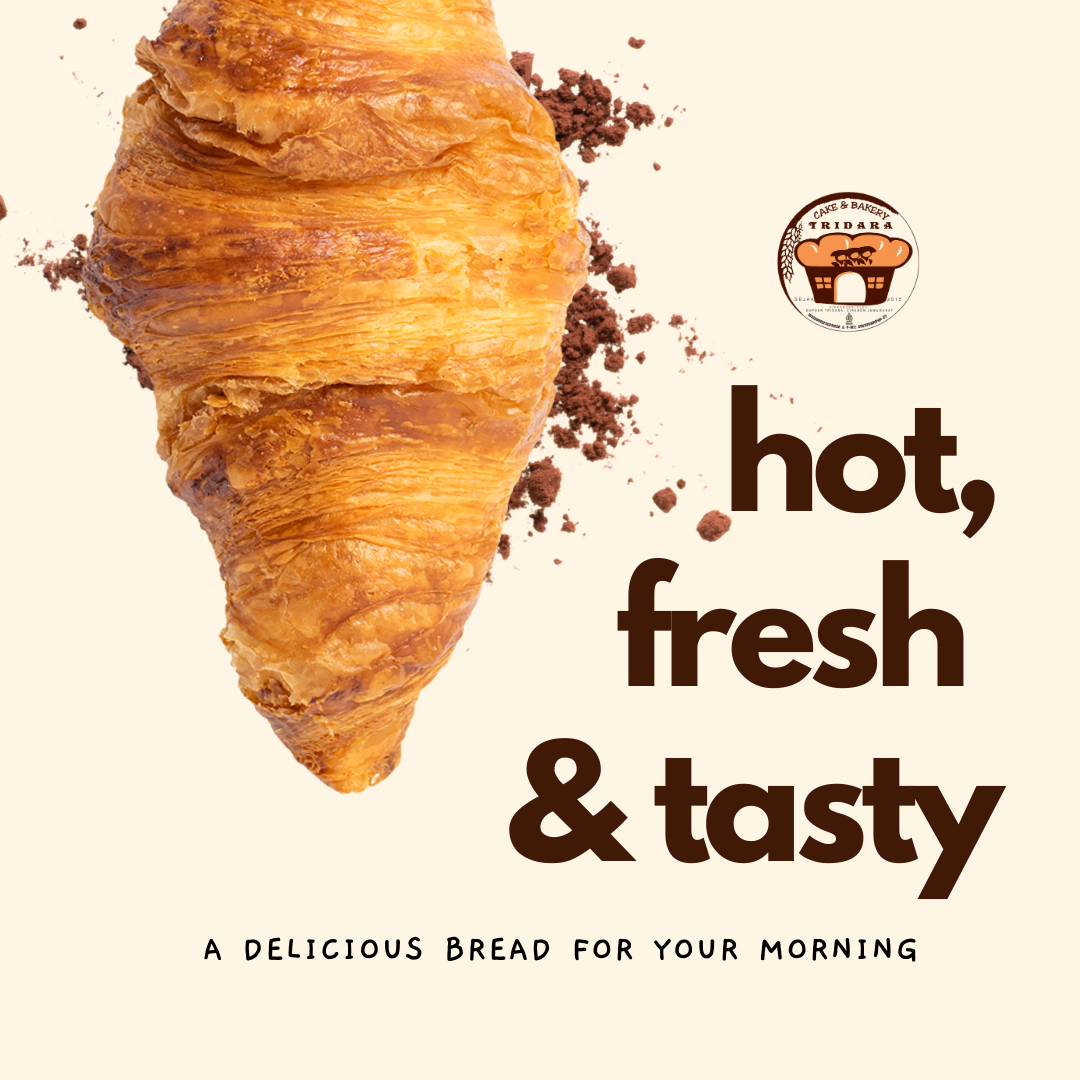 CAKE & BAKERY
TRIDARA
hot,
fresh
& tasty
A DELICIOUS BREAD FOR YOUR MORNING